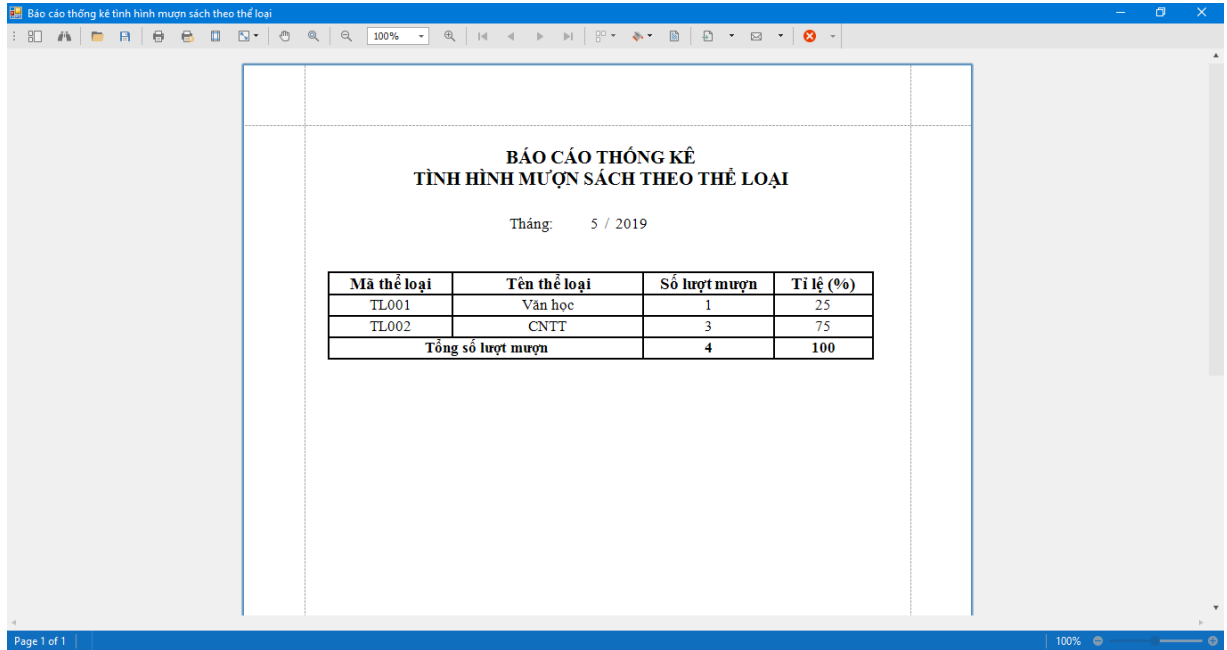 Báo cáo thống kê tình hình mượn sách theo thể loại
100%
BÁO CÁO THỐNG KÊ
TÌNH HÌNH MƯỢN SÁCH THEO THỂ LOẠI
Tháng: 5 / 2019
Mã thể loại Tên thể loại Số lượt mượn Tỉ lệ (%)
TL001 Văn học 1 25
TL002 CNTT 3 75
Tổng số lượt mượn 4 100
Page 1 of 1 100%